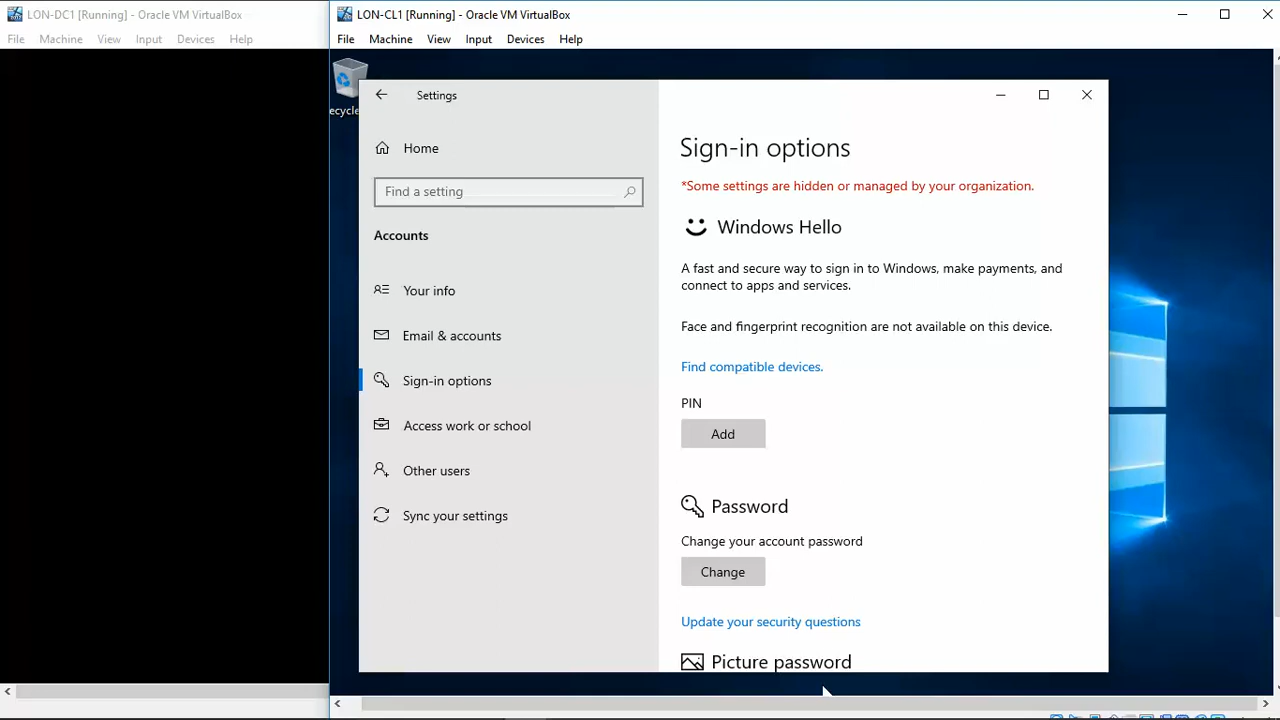 LON-DC1 [Running] - Oracle VM VirtualBox
File Machine View Input Devices Help
LON-CL1 [Running] - Oracle VM VirtualBox
File Machine View Input Devices Help
ecycle
Settings
Home
Find a setting
Accounts
Your info
Email & accounts
Sign-in options
Access work or school
Other users
Sync your settings
Sign-in options
*Some settings are hidden or managed by your organization.
Windows Hello
A fast and secure way to sign in to Windows, make payments, and
connect to apps and services.
Face and fingerprint recognition are not available on this device.
Find compatible devices.
PIN
Add
Password
Change your account password
Change
Update your security questions
Picture password